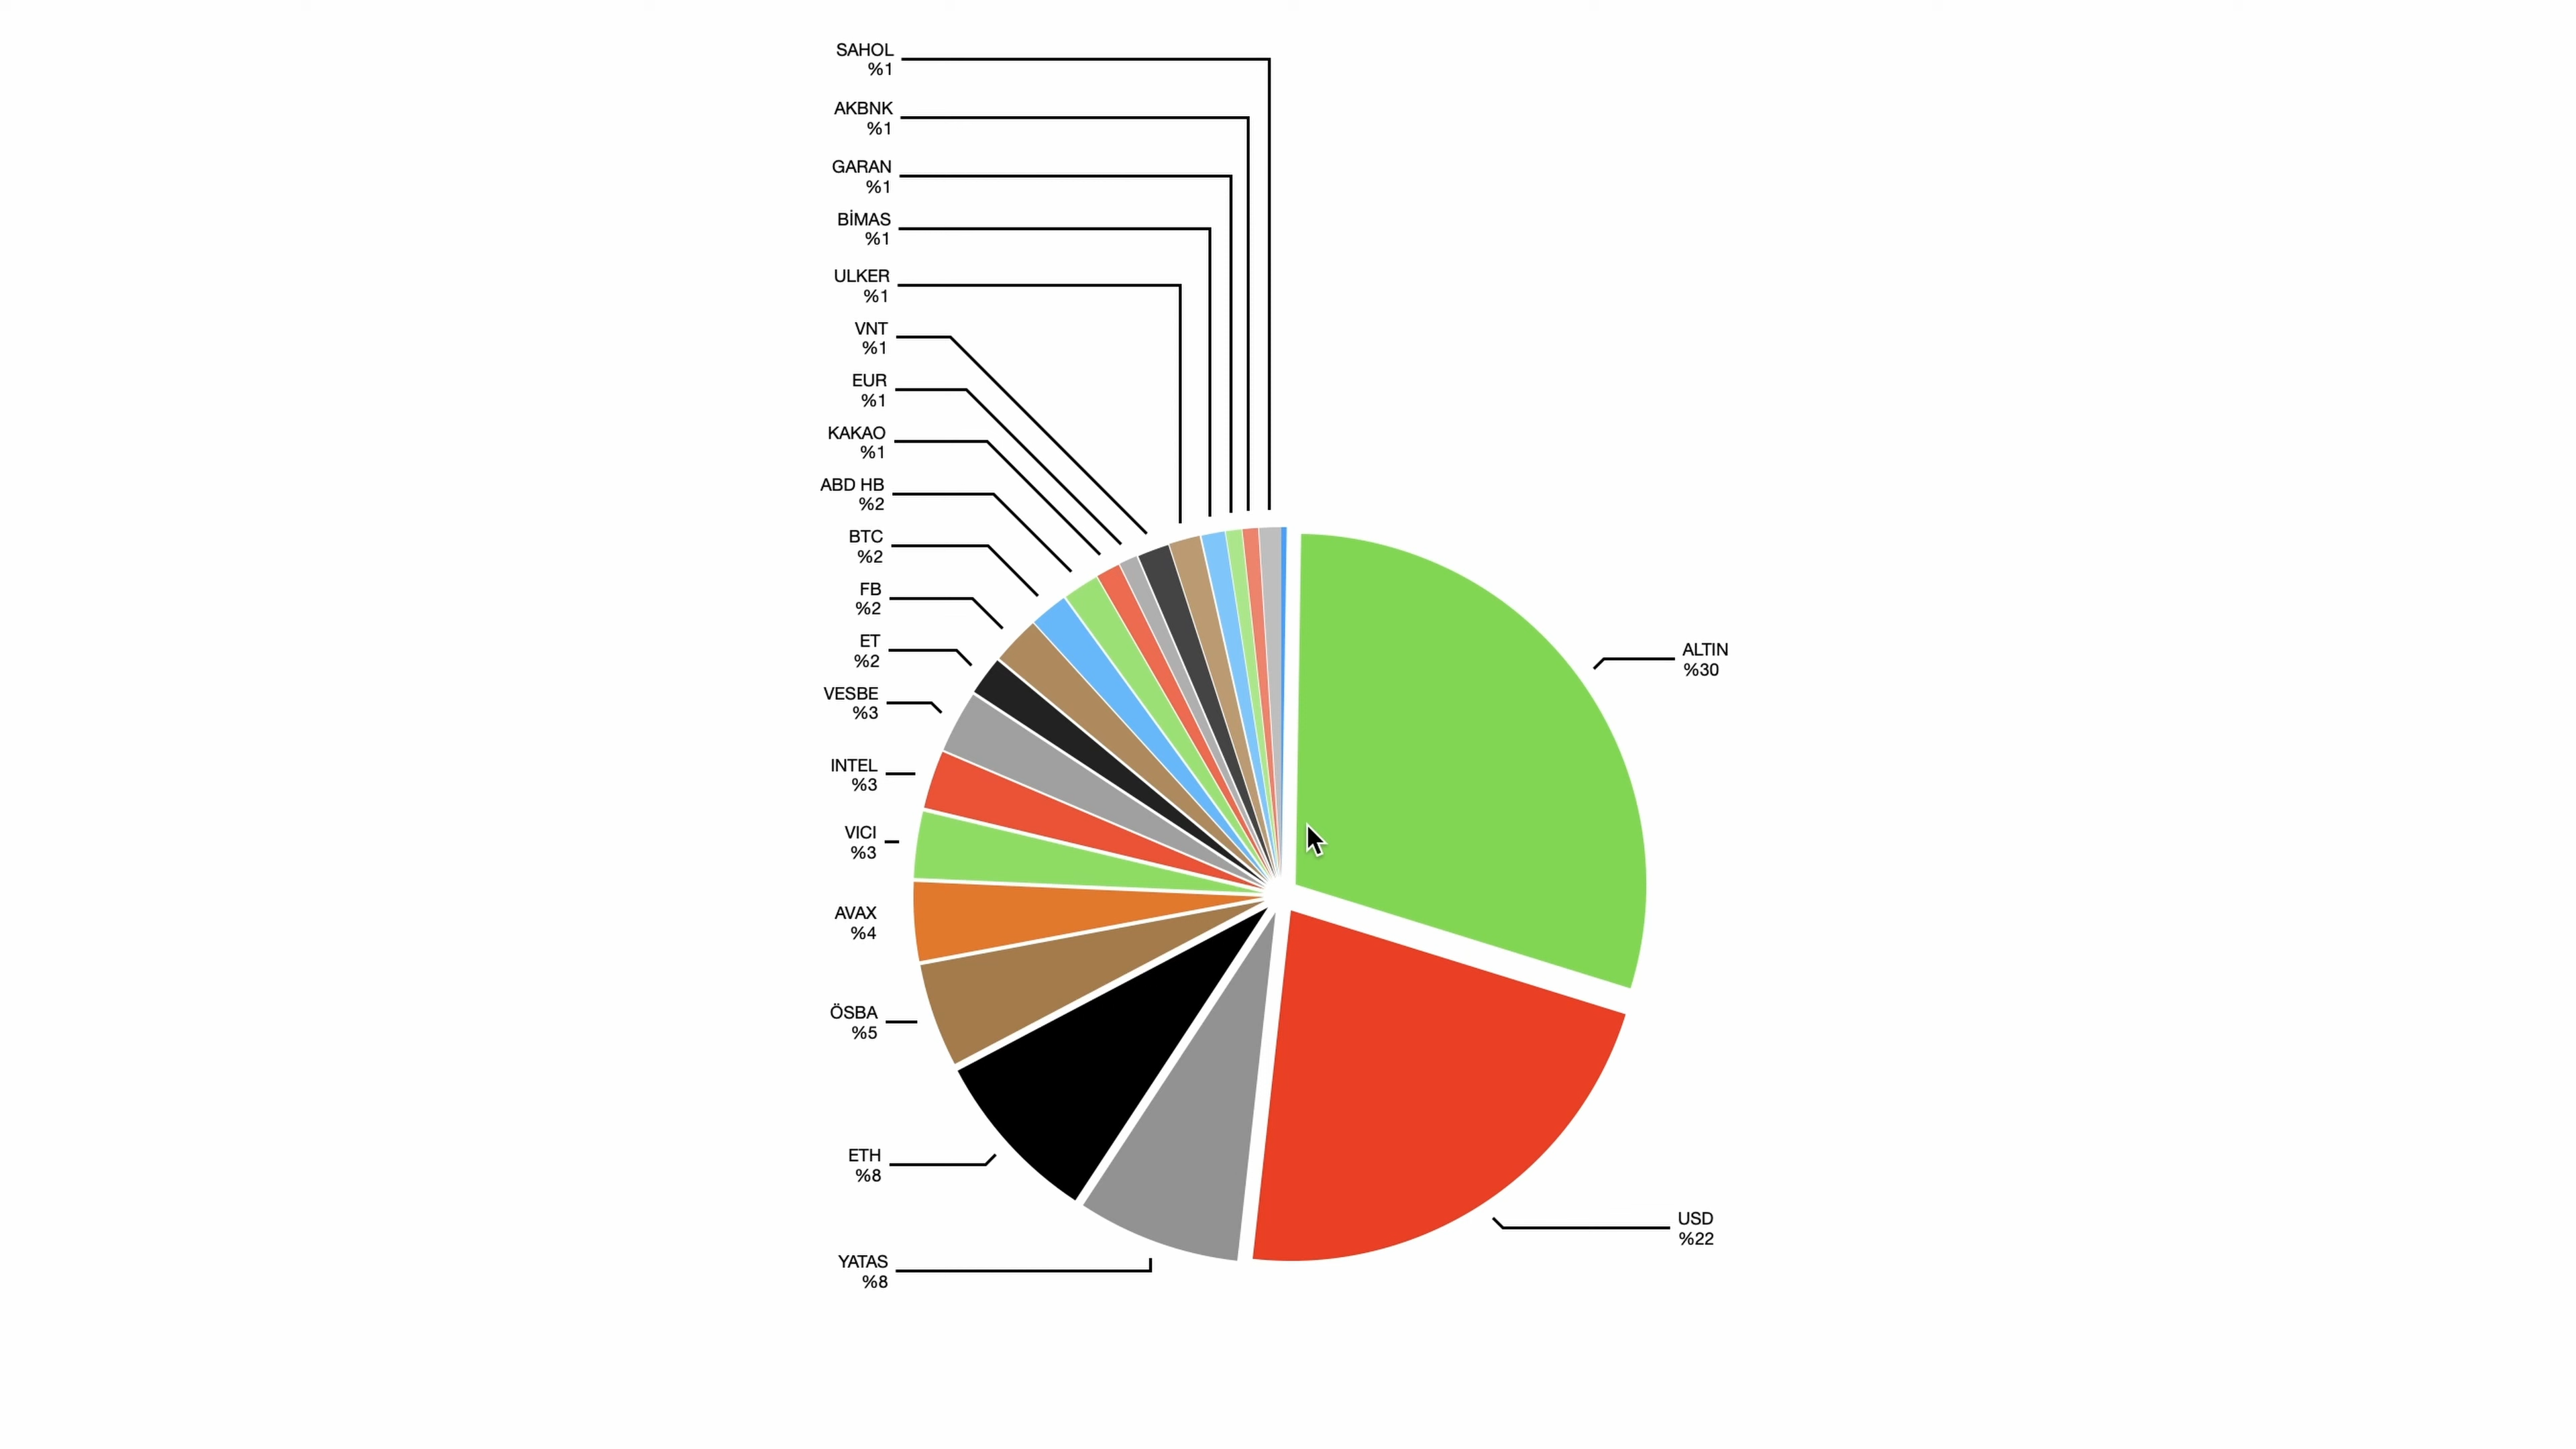 SAHOL
%1
AKBNK
%1
GARAN
%1
BİMAS
%1
ULKER
%1
VNT
%1
EUR
%1
KAKAO
%1
ABD HB
%2
BTC
%2
FB
%2
ET
%2
VESBE
%3
INTEL
%3
VICI
%3
AVAX
%4
ÖSBA
%5
ETH
%8
YATAS
%8
ALTIN
%30
USD
%22